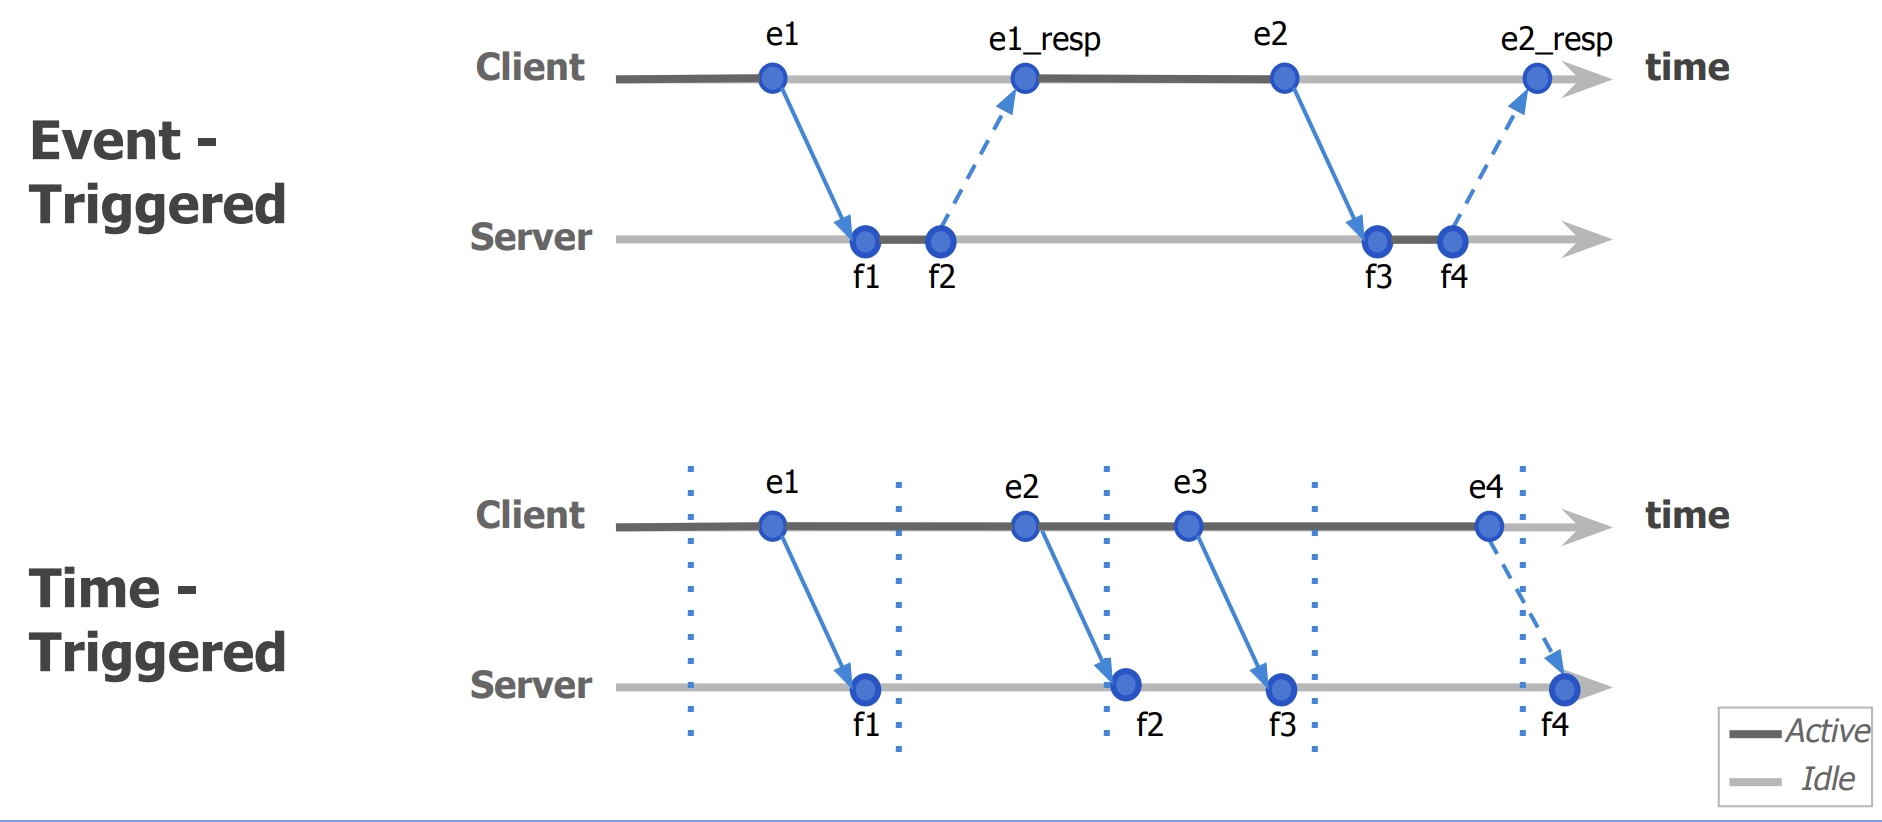 e1
e1_resp
e2
e2_resp
Client
time
Event -
Triggered
Server
f1
f2
f3
f4
e1
e2
e3
e4
Client
time
Time -
Triggered
Server
f1
f2
f3
f4
Active
Idle